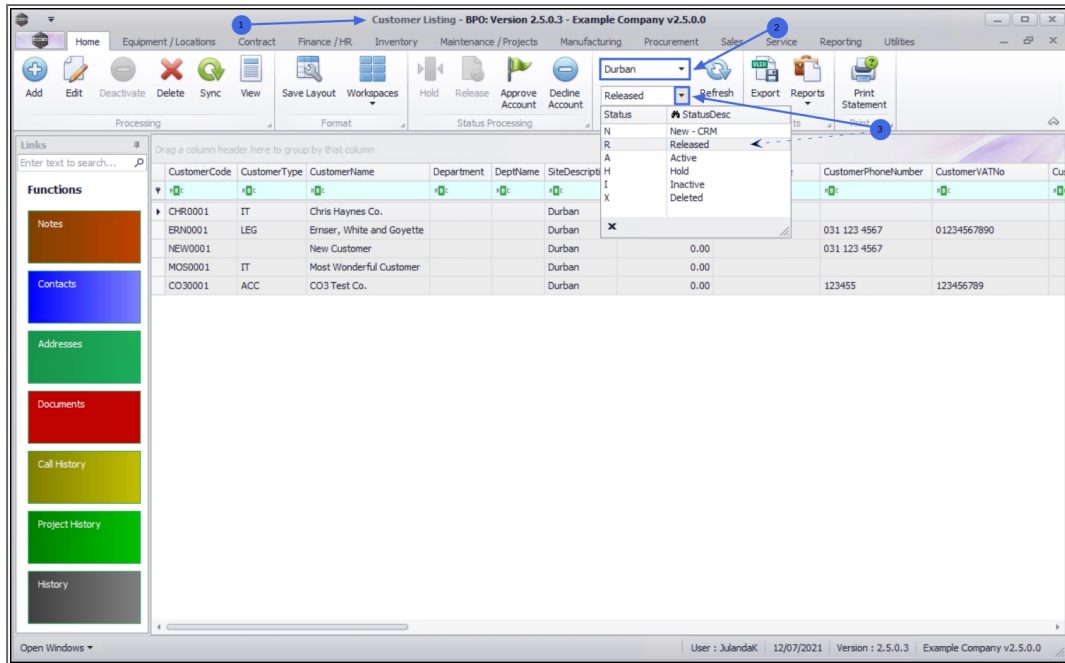 Customer Listing - BPO: Version 2.5.0.3 - Example Company v2.5.0.0
1
2
Home Equipment / Locations Contract Finance / HR Inventory Maintenance / Projects Manufacturing Procurement Sales Service Reporting Utilities
Add Edit Deactivate Delete Sync View Save Layout Workspaces Hold Release Approve Account Decline Account
Durban
Released
Refresh Export Reports Print Statement
Processing Format Status Processing
3
Status StatusDesc
N New - CRM
R Released
A Active
H Hold
I Inactive
X Deleted
Links
Enter text to search...
Functions
Notes
Contacts
Addresses
Documents
Call History
Project History
History
Drag a column header here to group by that column
CustomerCode CustomerType CustomerName Department DeptName CustomerPhoneNumber CustomerVATNo
CHR0001 IT Chris Haynes Co. Durban
ERN0001 LEG Ernser, White and Goyette Durban 031 123 4567 01234567890
NEW0001 New Customer Durban 0.00 031 123 4567
MOS0001 IT Most Wonderful Customer Durban 0.00
CO30001 ACC CO3 Test Co. Durban 0.00 123455 123456789
Open Windows
User : JulandaK 12/07/2021 Version : 2.5.0.3 Example Company v2.5.0.0